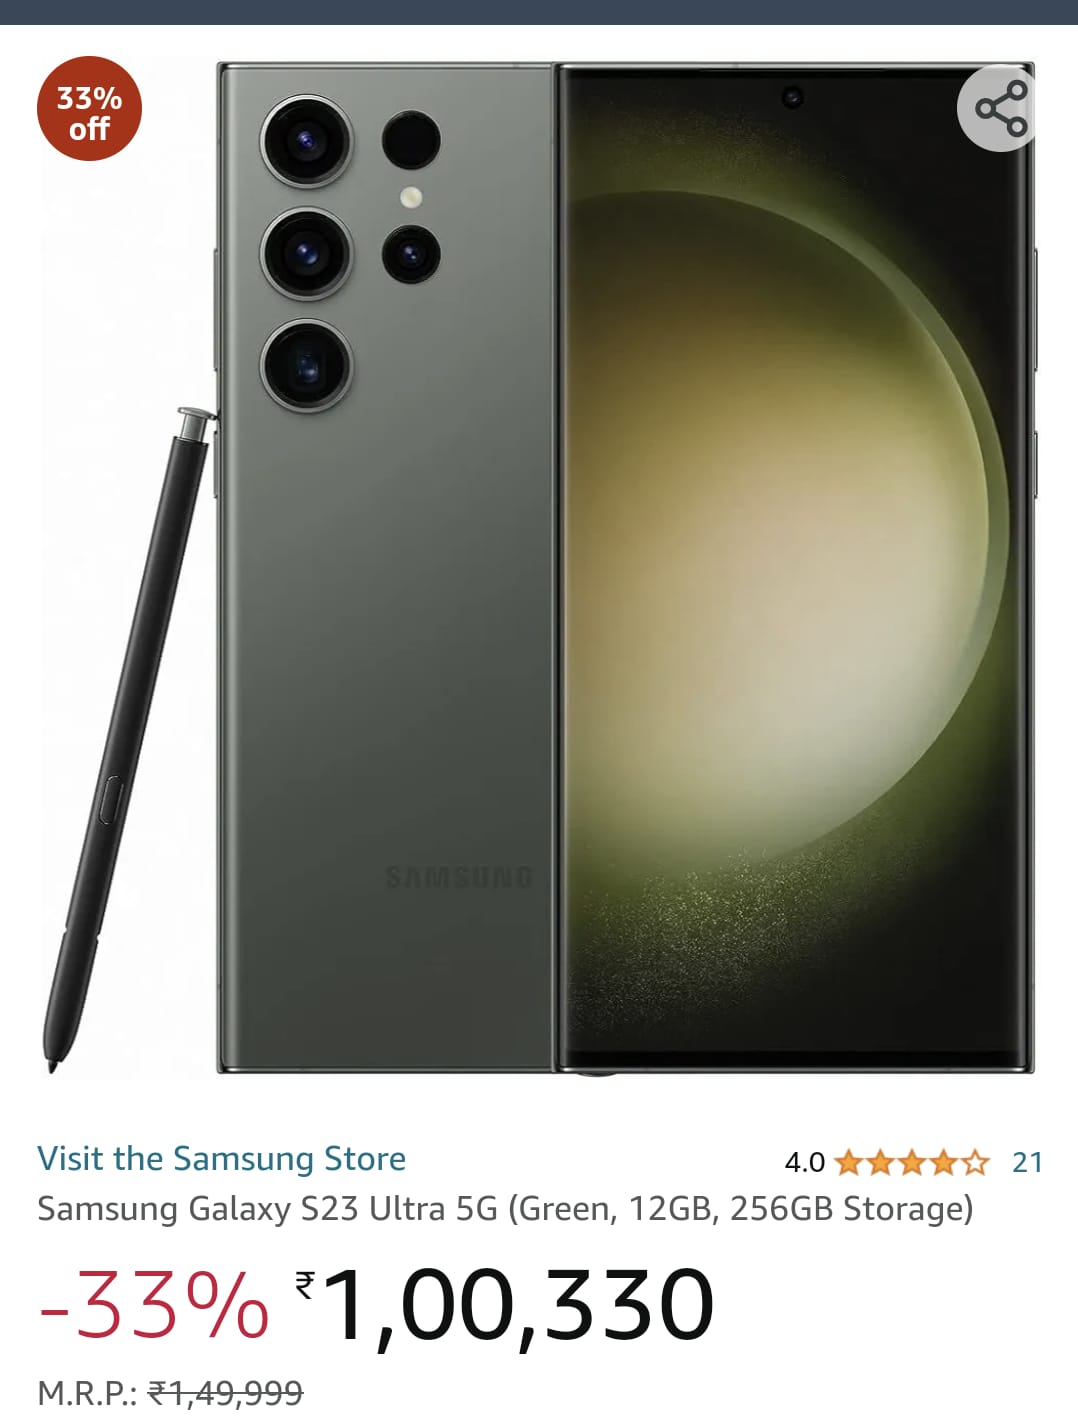 33%
off
SAMSUNG
Visit the Samsung Store
4.0 21
Samsung Galaxy S23 Ultra 5G (Green, 12GB, 256GB Storage)
-33% ₹1,00,330
M.R.P.: ₹1,49,999